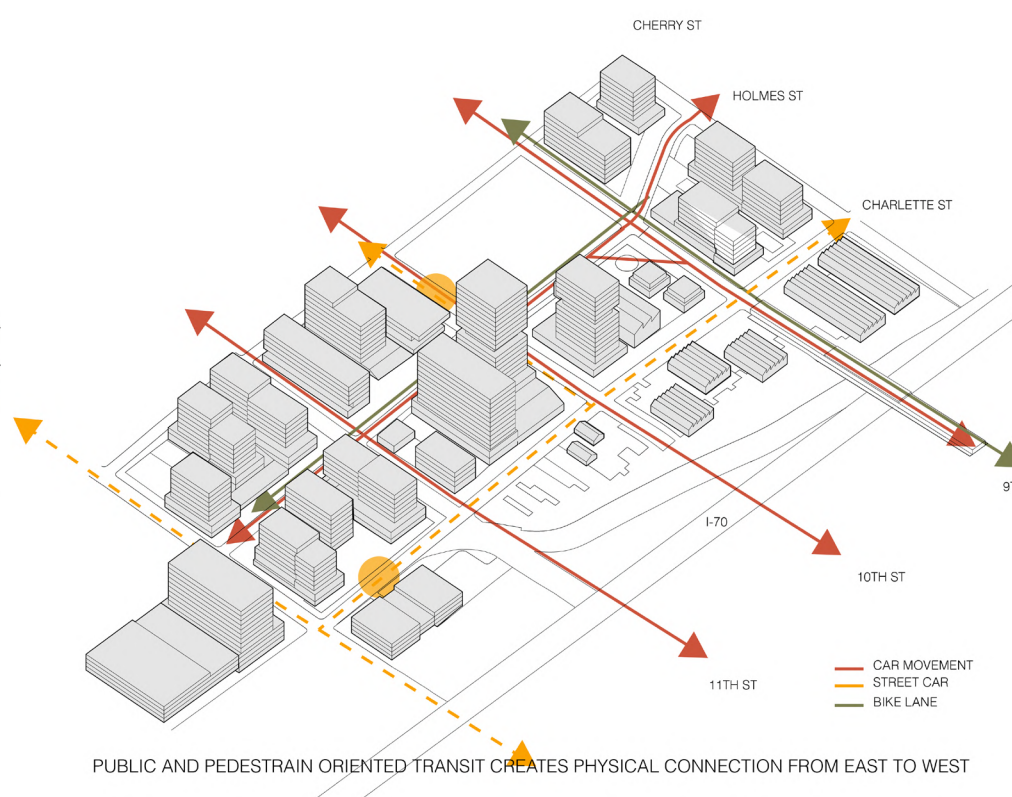 CHERRY ST
HOLMES ST
CHARLETTE ST
I-70
10TH ST
11TH ST
CAR MOVEMENT
STREET CAR
BIKE LANE
PUBLIC AND PEDESTRAIN ORIENTED TRANSIT CREATES PHYSICAL CONNECTION FROM EAST TO WEST